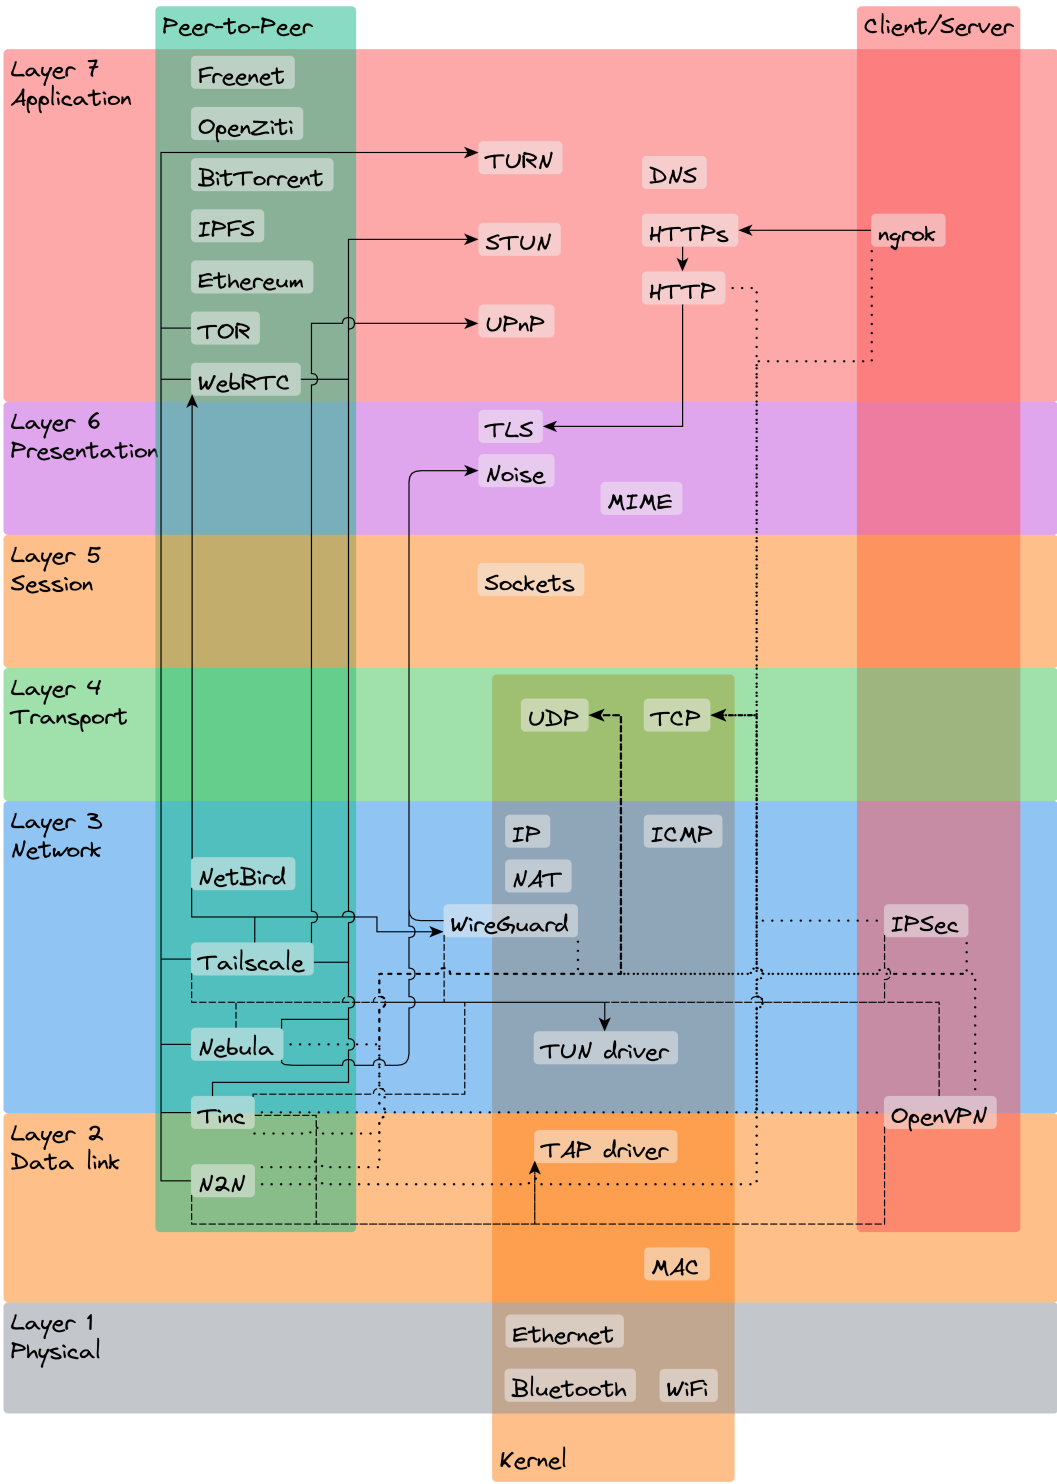 Peer-to-Peer
Client/Server
Layer 7
Application
Freenet
OpenZiti
TURN
BitTorrent
DNS
IPFS
STUN
HTTPs
ngrok
Ethereum
HTTP
TOR
UPnP
WebRTC
Layer 6
Presentation
TLS
Noise
MIME
Layer 5
Session
Sockets
Layer 4
Transport
UDP
TCP
Layer 3
Network
IP
ICMP
NetBird
NAT
WireGuard
IPSec
Tailscale
Nebula
TUN driver
Tinc
OpenVPN
Layer 2
Data link
TAP driver
N2N
MAC
Layer 1
Physical
Ethernet
Bluetooth
WiFi
Kernel